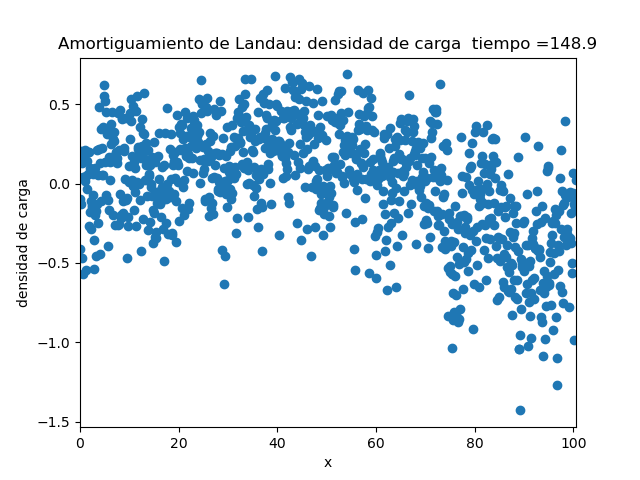 Amortiguamiento de Landau: densidad de carga  tiempo =148.9
densidad de carga
0.5
0.0
−0.5
−1.0
−1.5
0 20 40 60 80 100
x